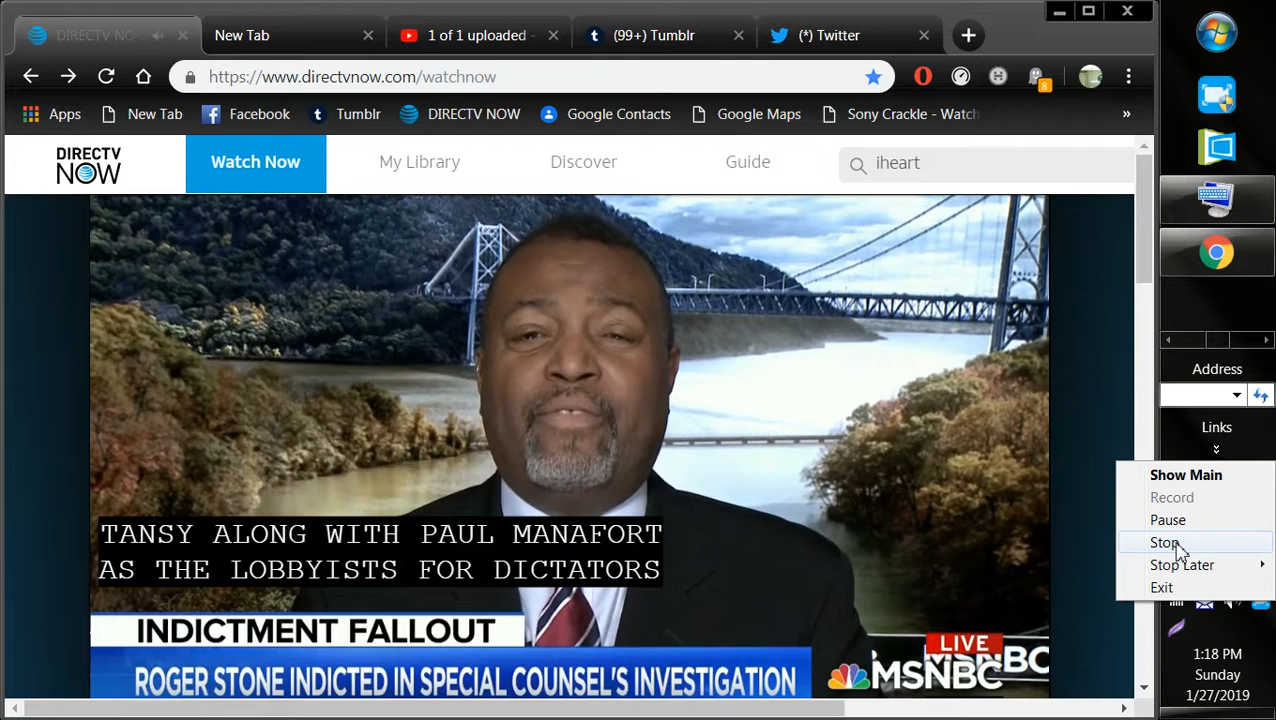 DIRECTV NO
New Tab
1 of 1 uploaded -
(99+) Tumblr
(*) Twitter
https://www.directvnow.com/watchnow
8
Apps
New Tab
Facebook
Tumblr
DIRECTV NOW
Google Contacts
Google Maps
Sony Crackle - Watch
»
DIRECTV
NOW
Watch Now
My Library
Discover
Guide
iheart
TANSY ALONG WITH PAUL MANAFORT
AS THE LOBBYISTS FOR DICTATORS
INDICTMENT FALLOUT
ROGER STONE INDICTED IN SPECIAL COUNSEL'S INVESTIGATION
LIVE
MSNBC
Address
Links
Show Main
Record
Pause
Stop
Stop Later
Exit
1:18 PM
Sunday
1/27/2019